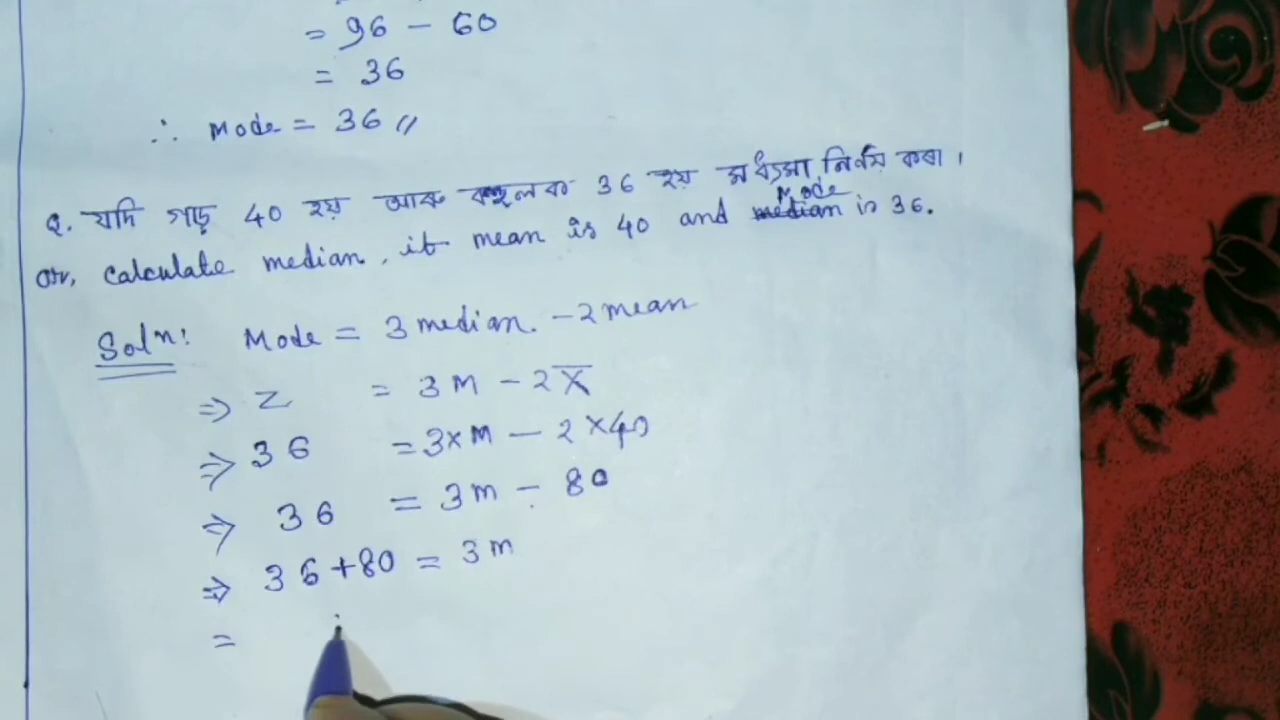 = 96 - 60
= 36
∴ Mode = 36 //
Q. যদি গড় 40 হয় আৰু বহুলক 36 হয় মধ্যমা নিৰ্ণয় কৰা।
Mode
Or, Calculate median, if mean is 40 and median is 36.
Solⁿ: Mode = 3 median. - 2 mean
⇒ Z = 3M - 2X̅
⇒ 36 = 3×M - 2×40
⇒ 36 = 3M - 80
⇒ 36+80 = 3M
=